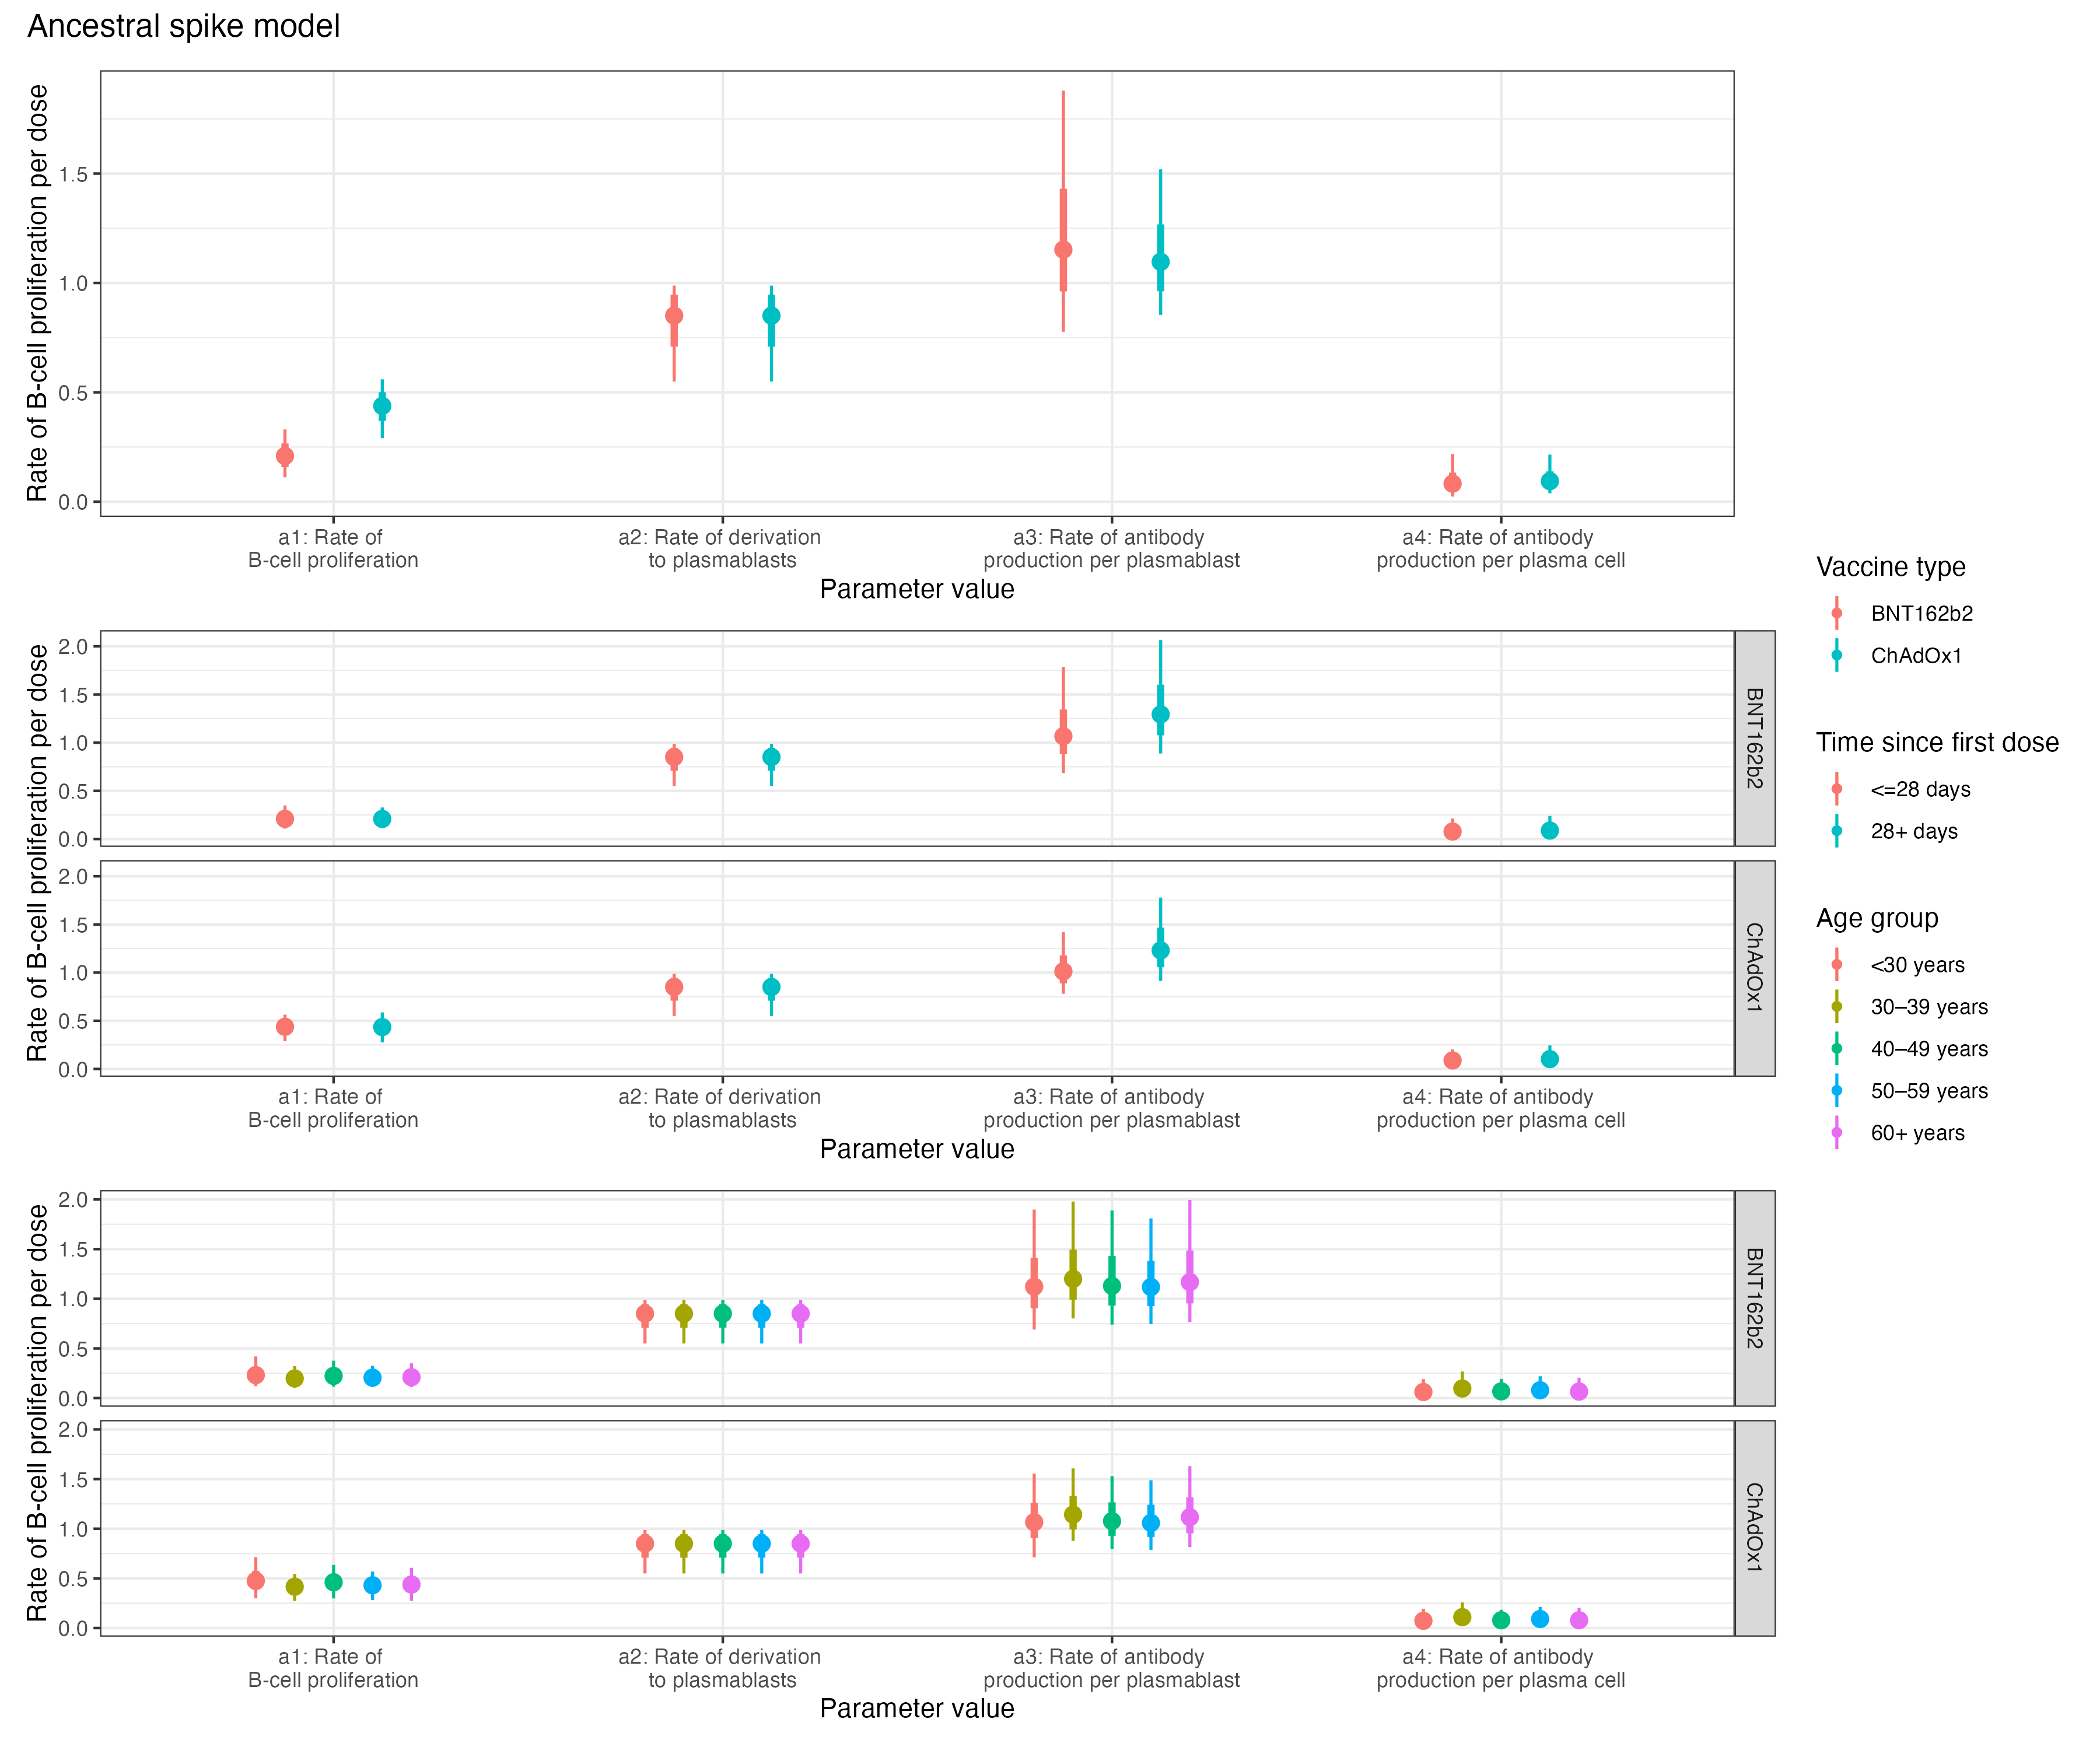 Ancestral spike model
Rate of B-cell proliferation per dose
1.5
1.0
0.5
0.0
a1: Rate of
B-cell proliferation
a2: Rate of derivation
to plasmablasts
a3: Rate of antibody
production per plasmablast
a4: Rate of antibody
production per plasma cell
Parameter value
Rate of B-cell proliferation per dose
2.0
1.5
1.0
0.5
0.0
BNT162b2
2.0
1.5
1.0
0.5
0.0
ChAdOx1
a1: Rate of
B-cell proliferation
a2: Rate of derivation
to plasmablasts
a3: Rate of antibody
production per plasmablast
a4: Rate of antibody
production per plasma cell
Parameter value
Rate of B-cell proliferation per dose
2.0
1.5
1.0
0.5
0.0
BNT162b2
2.0
1.5
1.0
0.5
0.0
ChAdOx1
a1: Rate of
B-cell proliferation
a2: Rate of derivation
to plasmablasts
a3: Rate of antibody
production per plasmablast
a4: Rate of antibody
production per plasma cell
Parameter value
Vaccine type
BNT162b2
ChAdOx1
Time since first dose
<=28 days
28+ days
Age group
<30 years
30–39 years
40–49 years
50–59 years
60+ years